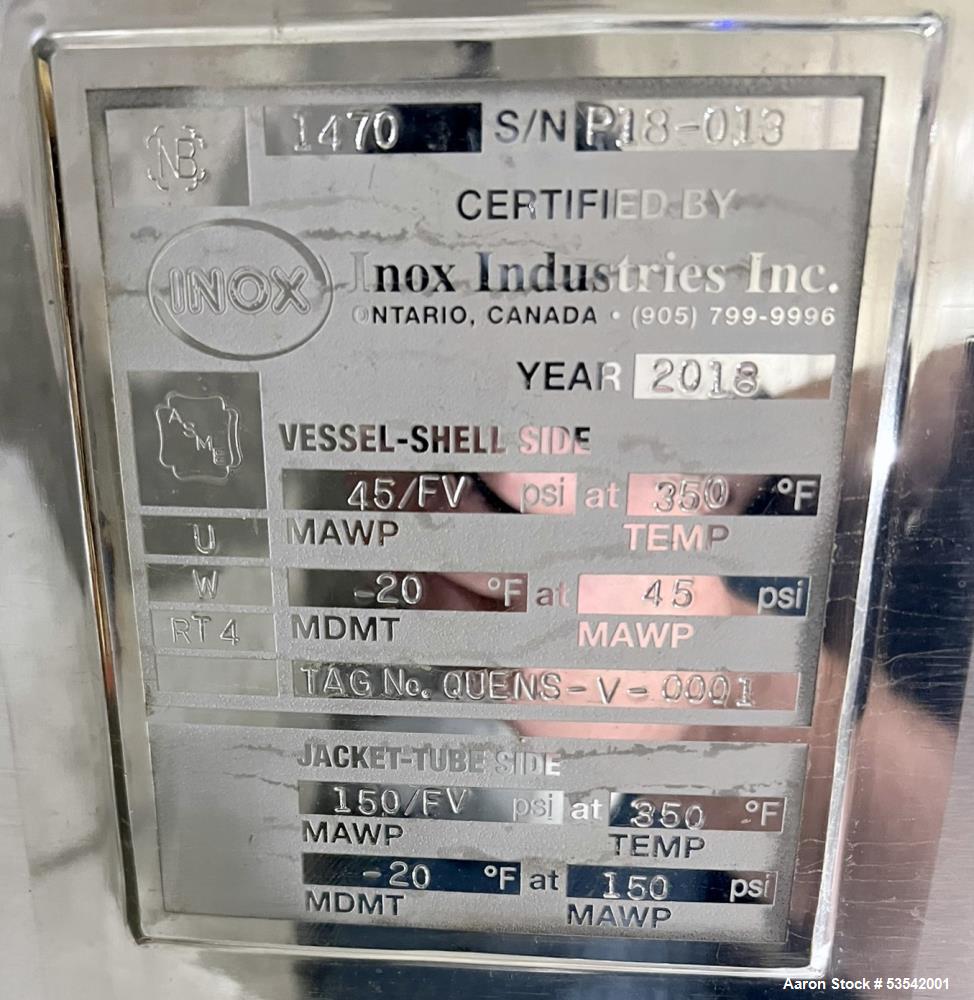 NB 1470 S/N P18-013
CERTIFIED BY
INOX Inox Industries Inc.
ONTARIO, CANADA • (905) 799-9996
YEAR 2018
ASME
VESSEL-SHELL SIDE
45/FV psi at 350 °F
MAWP TEMP
U
-20 °F at 45 psi
W
MDMT MAWP
RT4
TAG No. QUENS-V-0001
JACKET-TUBE SIDE
150/FV psi at 350 °F
MAWP TEMP
-20 °F at 150 psi
MDMT MAWP
Aaron Stock # 53542001